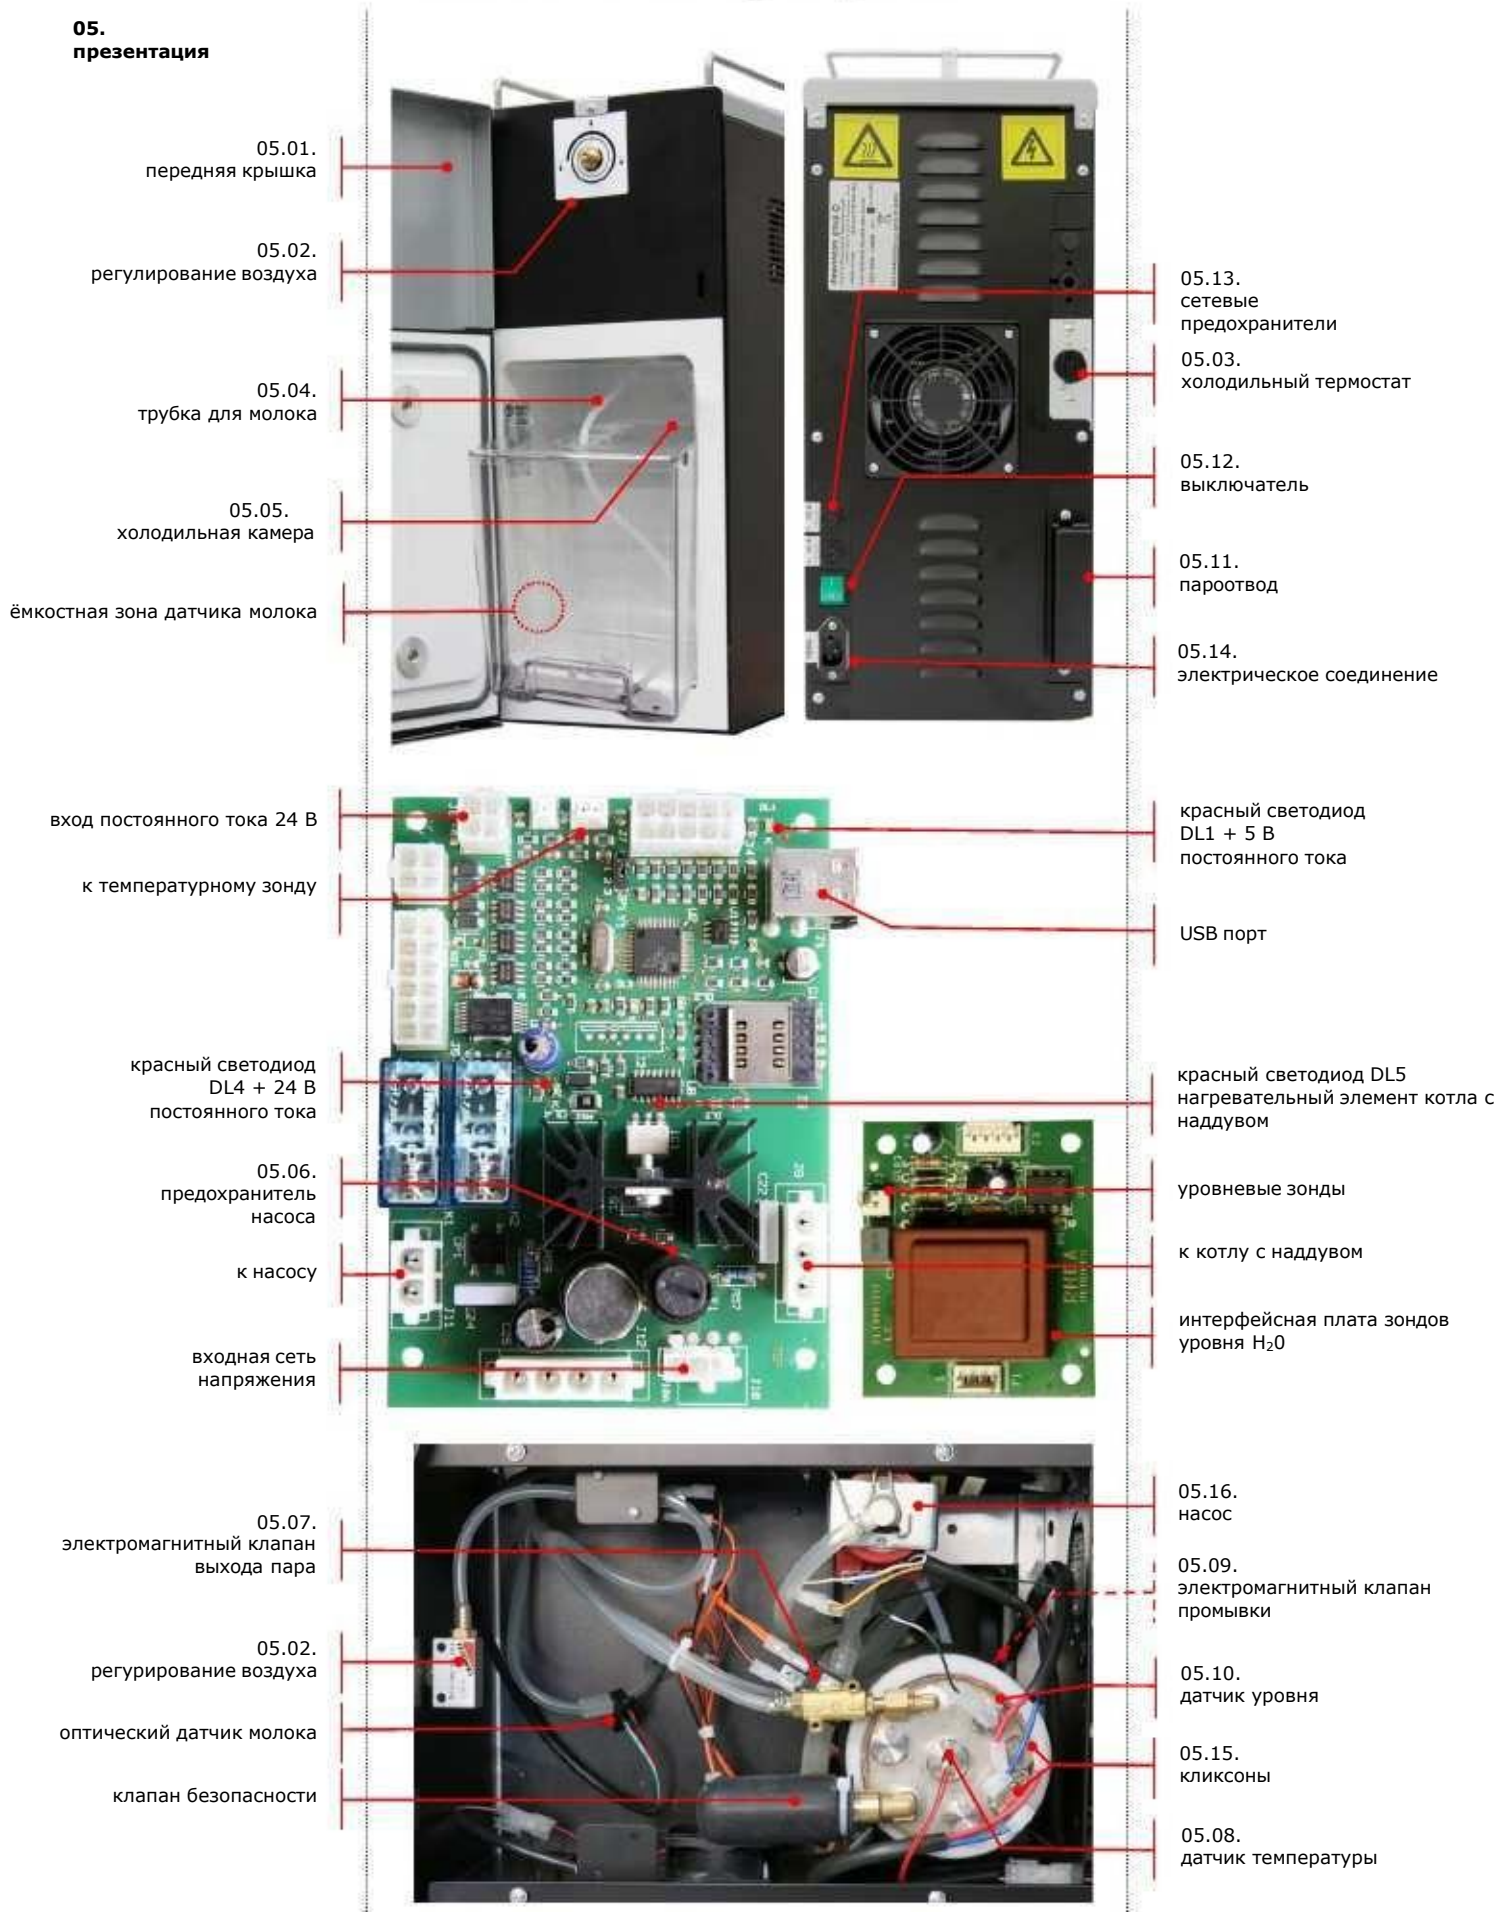 05.
презентация
05.01.
передняя крышка
05.02.
регулирование воздуха
05.04.
трубка для молока
05.05.
холодильная камера
ёмкостная зона датчика молока
05.13.
сетевые
предохранители
05.03.
холодильный термостат
05.12.
выключатель
05.11.
пароотвод
05.14.
электрическое соединение
вход постоянного тока 24 В
к температурному зонду
красный светодиод
DL4 + 24 В
постоянного тока
05.06.
предохранитель
насоса
к насосу
входная сеть
напряжения
красный светодиод
DL1 + 5 В
постоянного тока
USB порт
красный светодиод DL5
нагревательный элемент котла с
наддувом
уровневые зонды
к котлу с наддувом
интерфейсная плата зондов
уровня H₂0
C22
J11
C24
J12
RHEA
05.07.
электромагнитный клапан
выхода пара
05.02.
регурирование воздуха
оптический датчик молока
клапан безопасности
05.16.
насос
05.09.
электромагнитный клапан
промывки
05.10.
датчик уровня
05.15.
кликсоны
05.08.
датчик температуры